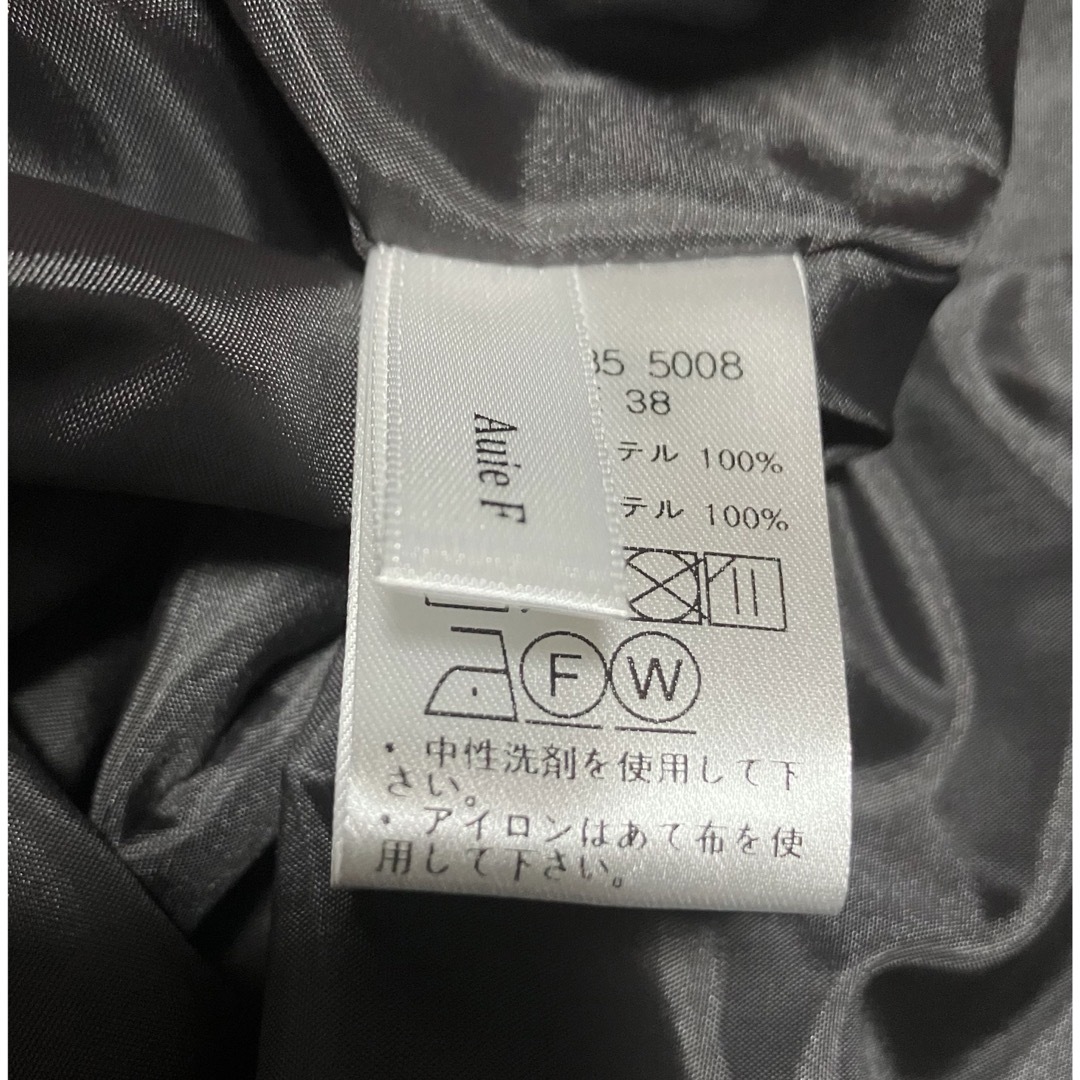 Auie F
35 5008
38
テル 100%
テル 100%
F W
・中性洗剤を使用して下
さい。
・アイロンはあて布を使
用して下さい。